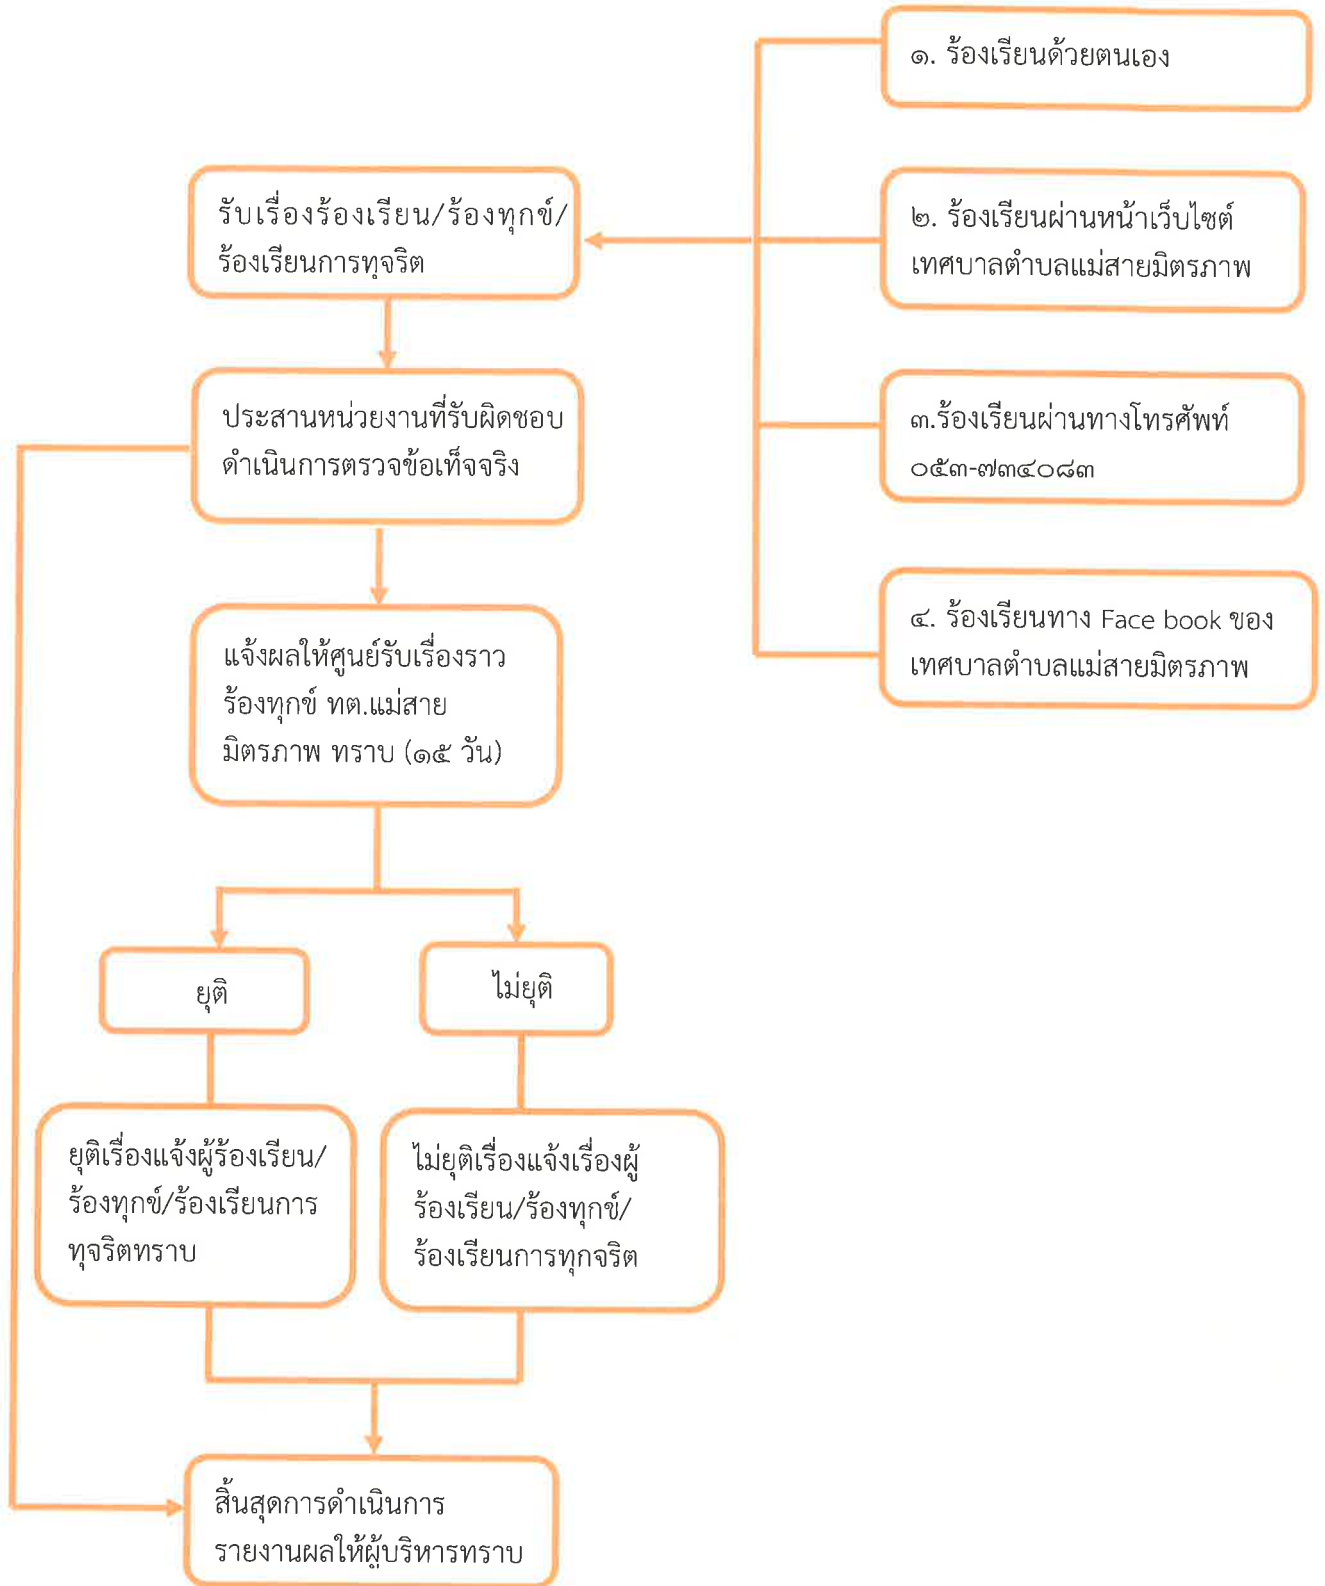 ๑. ร้องเรียนด้วยตนเอง
๒. ร้องเรียนผ่านหน้าเว็บไซต์
เทศบาลตำบลแม่สายมิตรภาพ
๓.ร้องเรียนผ่านทางโทรศัพท์
๐๕๓-๗๓๔๐๘๓
๔. ร้องเรียนทาง Face book ของ
เทศบาลตำบลแม่สายมิตรภาพ
รับเรื่องร้องเรียน/ร้องทุกข์/
ร้องเรียนการทุจริต
ประสานหน่วยงานที่รับผิดชอบ
ดำเนินการตรวจข้อเท็จจริง
แจ้งผลให้ศูนย์รับเรื่องราว
ร้องทุกข์ ทต.แม่สาย
มิตรภาพ ทราบ (๑๕ วัน)
ยุติ
ไม่ยุติ
ยุติเรื่องแจ้งผู้ร้องเรียน/
ร้องทุกข์/ร้องเรียนการ
ทุจริตทราบ
ไม่ยุติเรื่องแจ้งเรื่องผู้
ร้องเรียน/ร้องทุกข์/
ร้องเรียนการทุกจริต
สิ้นสุดการดำเนินการ
รายงานผลให้ผู้บริหารทราบ